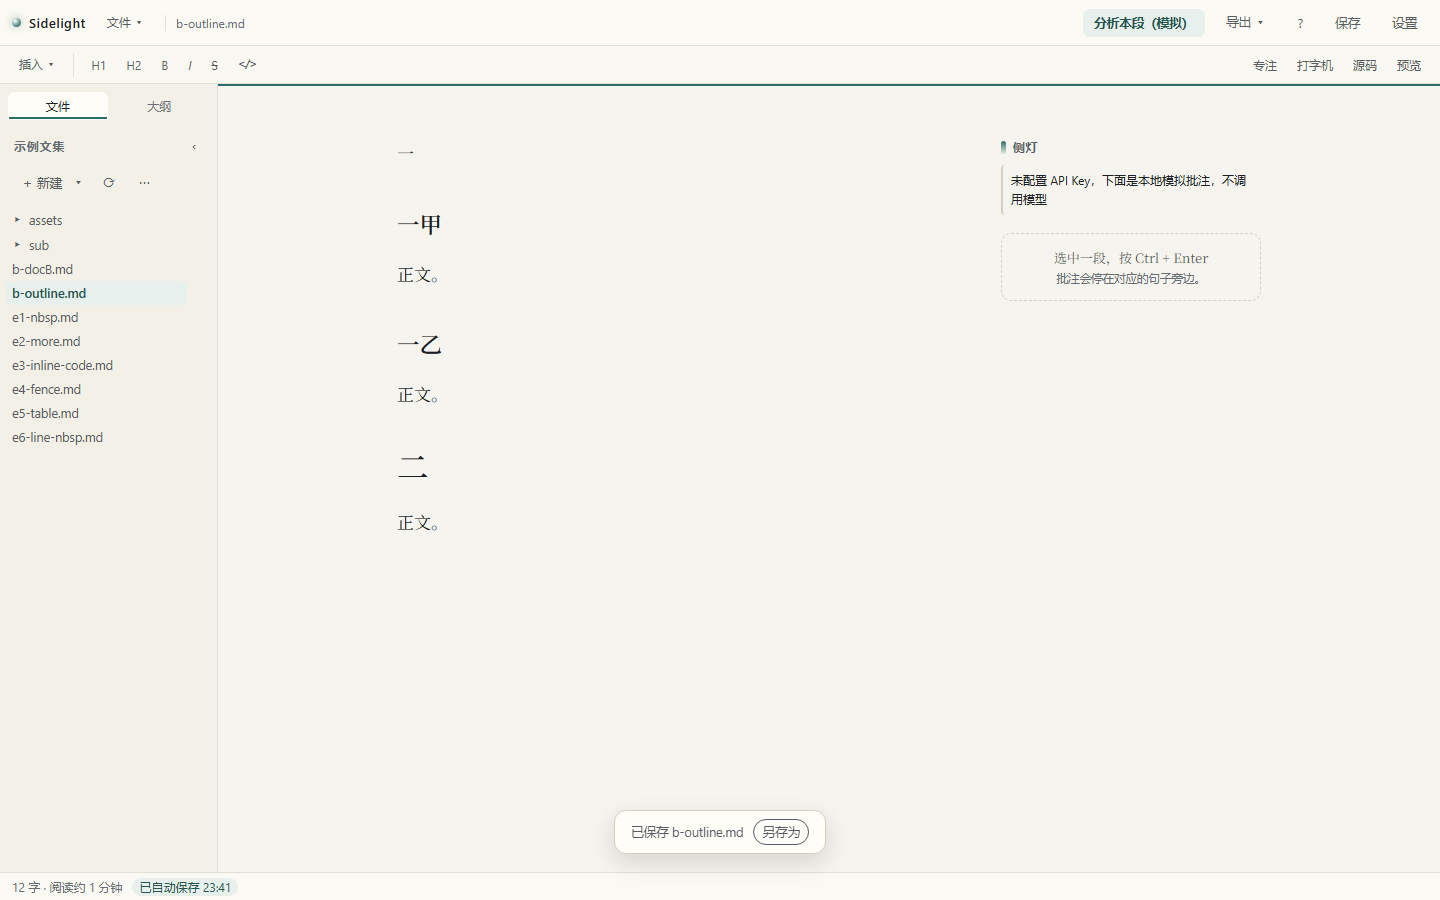 Sidelight 文件 b-outline.md 分析本段（模拟） 导出 ? 保存 设置
插入 H1 H2 B I S </> 专注 打字机 源码 预览
文件 大纲
示例文集
+ 新建 ...
assets
sub
b-docB.md
b-outline.md
e1-nbsp.md
e2-more.md
e3-inline-code.md
e4-fence.md
e5-table.md
e6-line-nbsp.md
一
一甲
正文。
一乙
正文。
二
正文。
侧灯
未配置 API Key，下面是本地模拟批注，不调
用模型
选中一段，按 Ctrl + Enter
批注会停在对应的句子旁边。
已保存 b-outline.md 另存为
12 字 · 阅读约 1 分钟 已自动保存 23:41